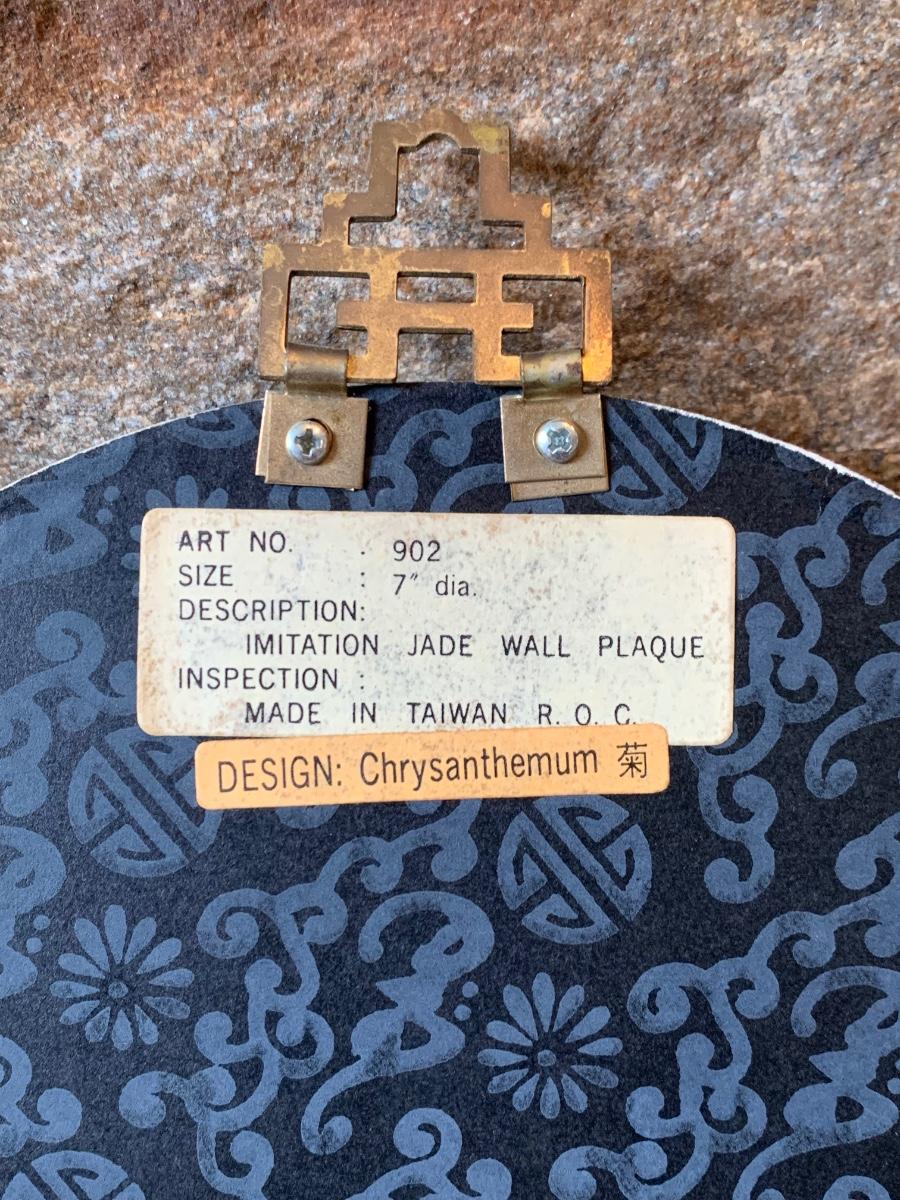 ART NO. : 902
SIZE : 7″ dia.
DESCRIPTION:
IMITATION JADE WALL PLAQUE
INSPECTION :
MADE IN TAIWAN R. O. C.
DESIGN: Chrysanthemum 菊